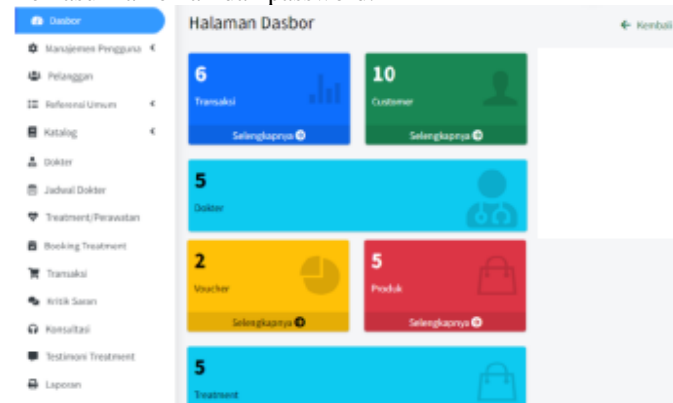 Dasbor
Manajemen Pengguna
Pelanggan
Referensi Umum
Katalog
Dokter
Jadwal Dokter
Treatment/Perawatan
Booking Treatment
Transaksi
Kritik Saran
Konsultasi
Testimoni Treatment
Laporan
Halaman Dasbor
Kembali
6
Transaksi
Selengkapnya
10
Customer
Selengkapnya
5
Dokter
2
Voucher
Selengkapnya
5
Produk
Selengkapnya
5
Treatment